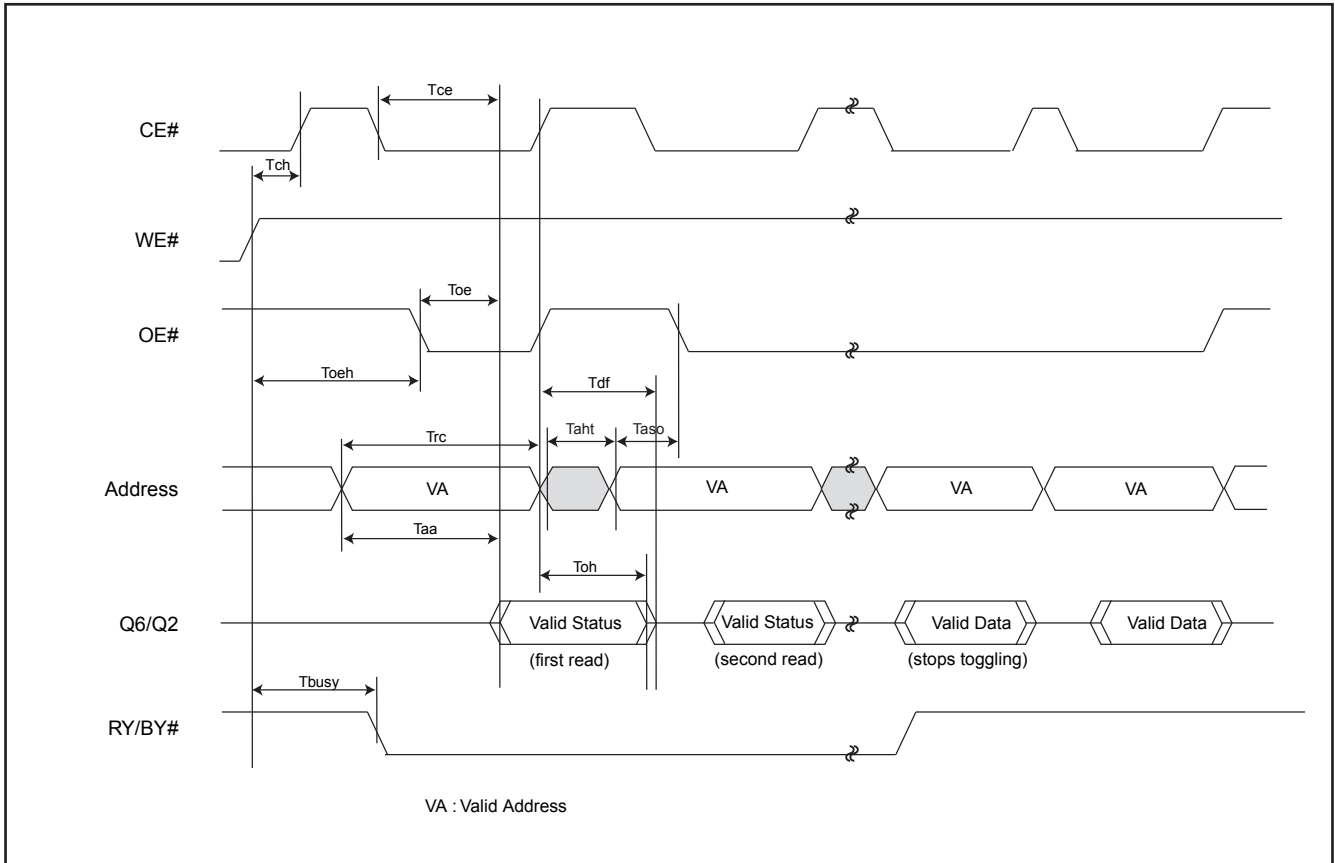 Tce
CE#
Tch
WE#
Toe
OE#
Toeh
Tdf
Taht
Taso
Trc
Address
VA
VA
VA
VA
Taa
Toh
Q6/Q2
Valid Status
Valid Status
Valid Data
Valid Data
(first read)
(second read)
(stops toggling)
Tbusy
RY/BY#
VA : Valid Address